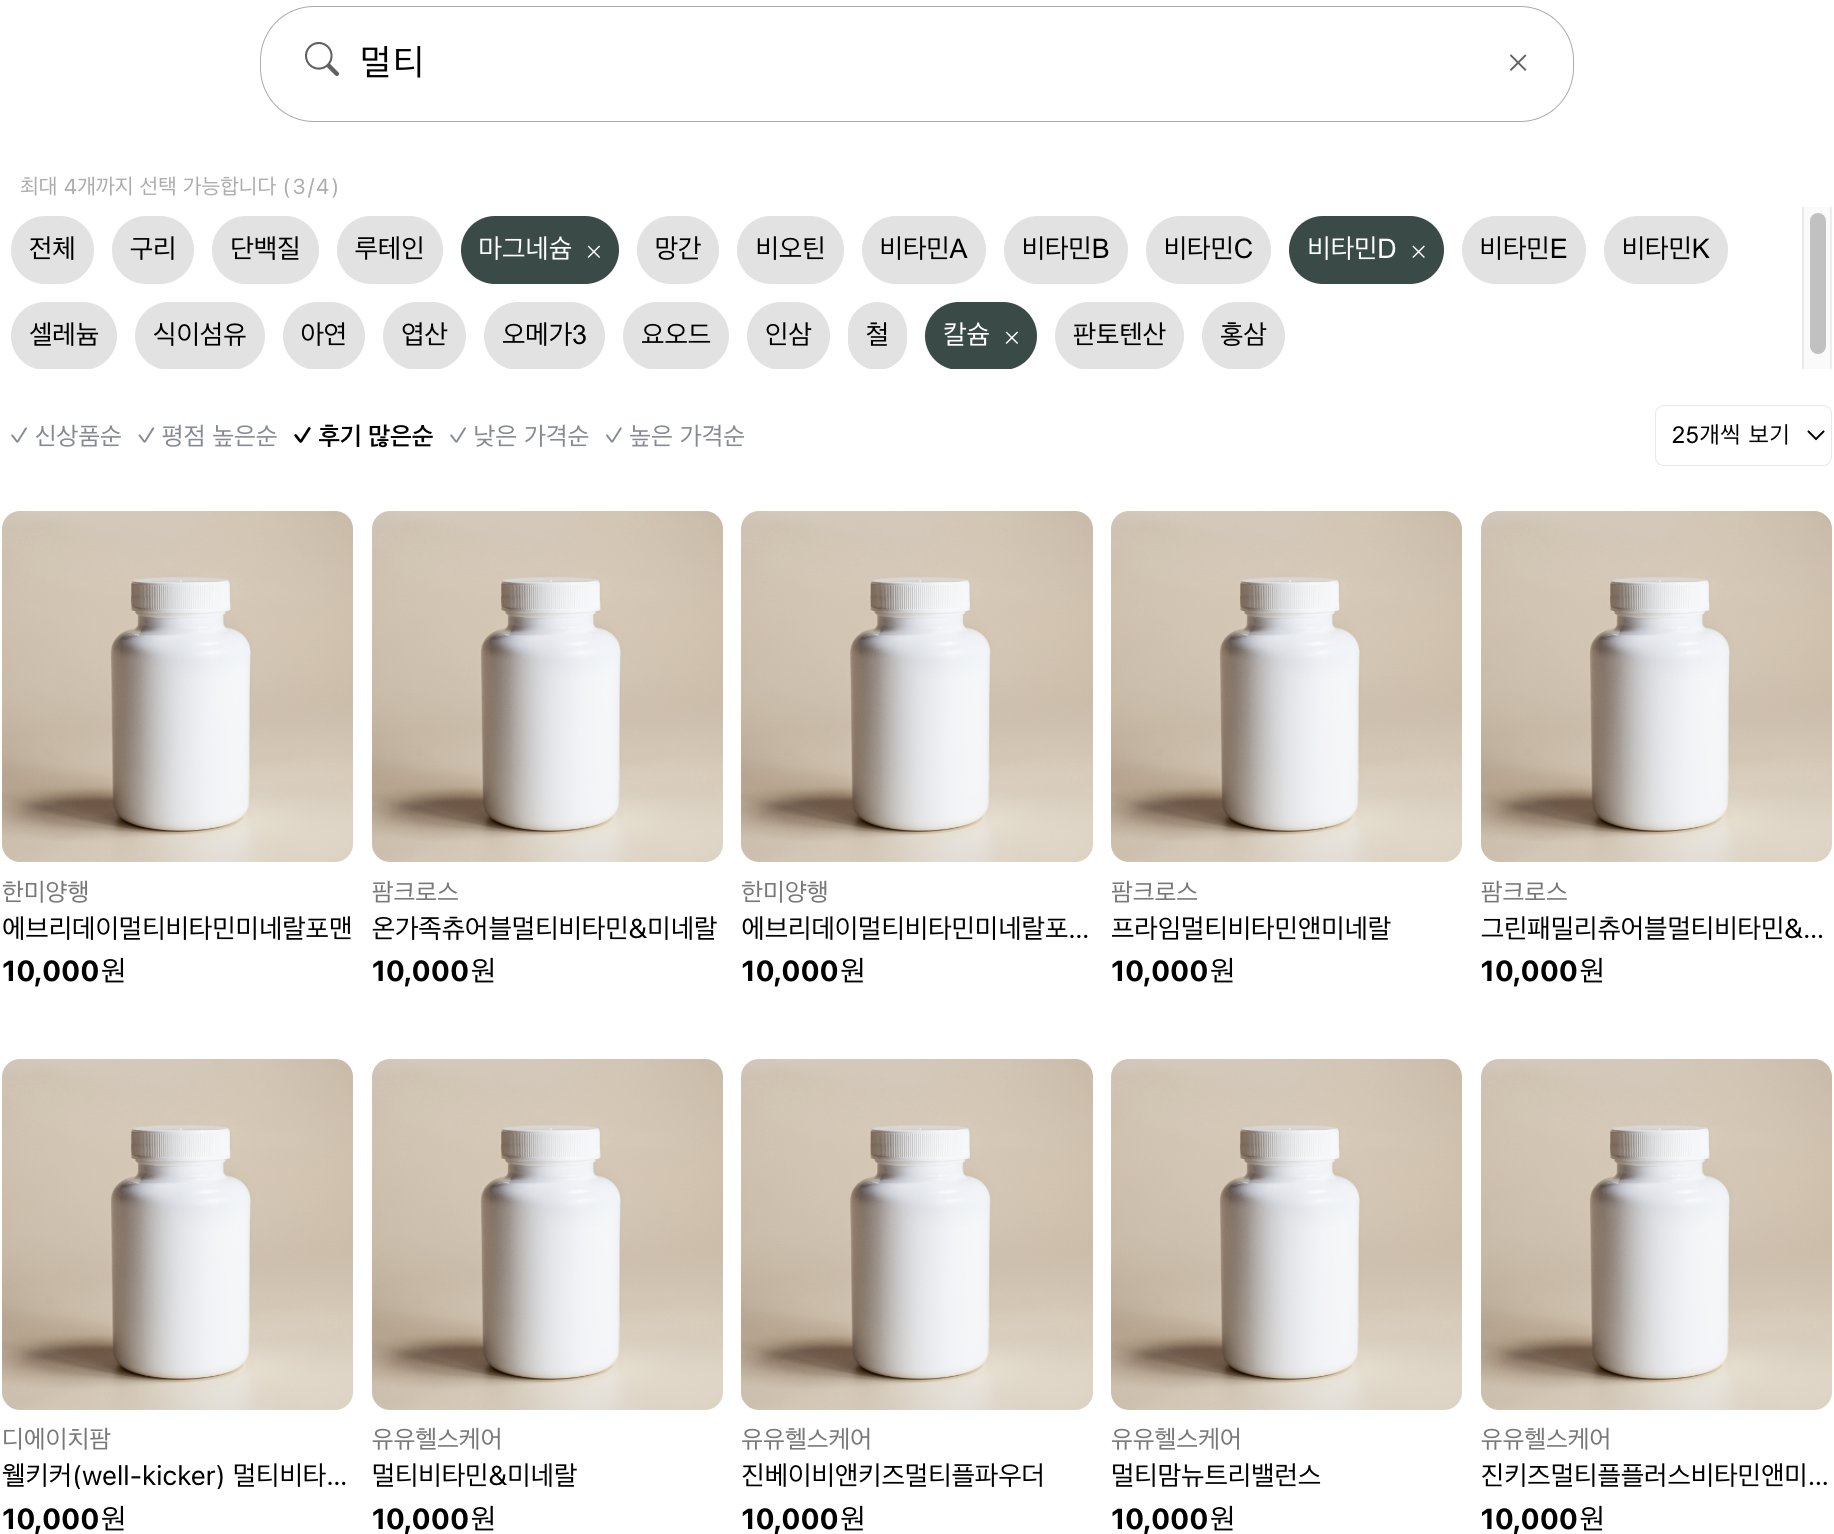 멀티
최대 4개까지 선택 가능합니다 (3/4)
전체 구리 단백질 루테인 마그네슘 × 망간 비오틴 비타민A 비타민B 비타민C 비타민D × 비타민E 비타민K
셀레늄 식이섬유 아연 엽산 오메가3 요오드 인삼 철 칼슘 × 판토텐산 홍삼
신상품순 평점 높은순 후기 많은순 낮은 가격순 높은 가격순 25개씩 보기
한미양행 팜크로스 한미양행 팜크로스 팜크로스
에브리데이멀티비타민미네랄포맨 온가족츄어블멀티비타민&미네랄 에브리데이멀티비타민미네랄포... 프라임멀티비타민앤미네랄 그린패밀리츄어블멀티비타민&...
10,000원 10,000원 10,000원 10,000원 10,000원
디에이치팜 유유헬스케어 유유헬스케어 유유헬스케어 유유헬스케어
웰키커(well-kicker) 멀티비타... 멀티비타민&미네랄 진베이비앤키즈멀티플파우더 멀티맘뉴트리밸런스 진키즈멀티플플러스비타민앤미...
10,000원 10,000원 10,000원 10,000원 10,000원